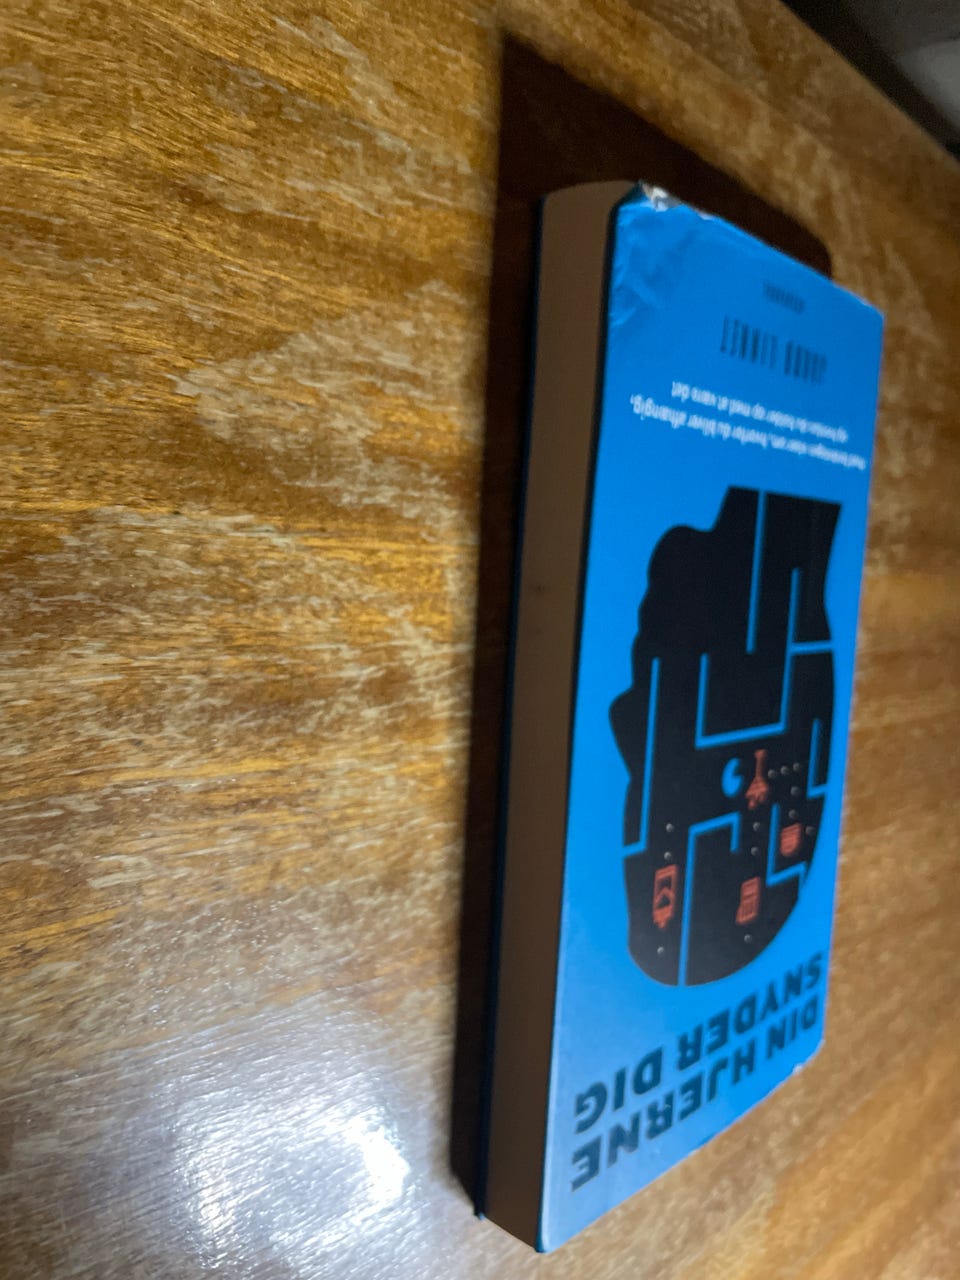 DIN HJERNE
SNYDER DIG
Hvad forskningen viser om, hvorfor du bliver afhængig,
og hvordan du holder op med at være det
JAKOB LINNET